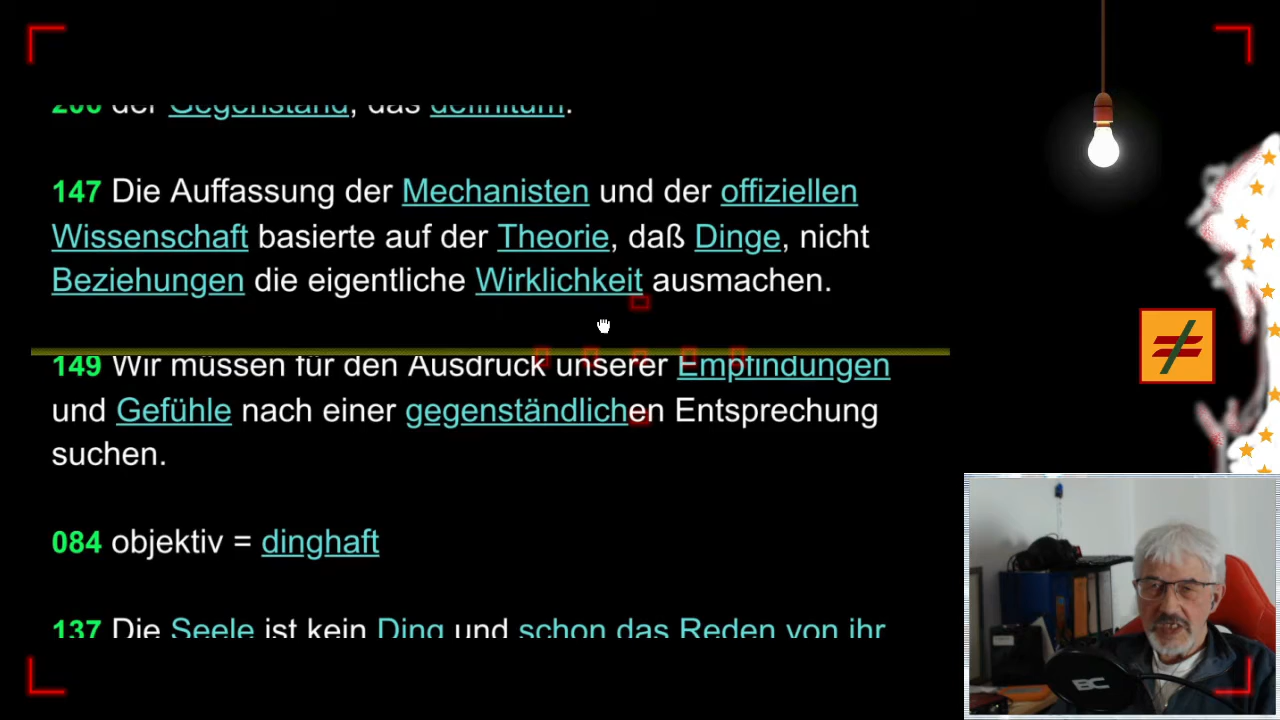 206 der Gegenstand, das definitum.
147 Die Auffassung der Mechanisten und der offiziellen
Wissenschaft basierte auf der Theorie, daß Dinge, nicht
Beziehungen die eigentliche Wirklichkeit ausmachen.
149 Wir müssen für den Ausdruck unserer Empfindungen
und Gefühle nach einer gegenständlichen Entsprechung
suchen.
084 objektiv = dinghaft
137 Die Seele ist kein Ding und schon das Reden von ihr
≠
BC